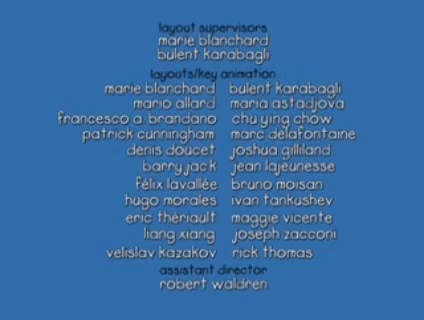 layout supervisors
marie blanchard
bulent karabagli
layouts/key animation
marie blanchard bulent karabagli
mario allard maria astadjova
francesco a. brandano chu ying chow
patrick cunningham marc delafontaine
denis doucet joshua gilliland
barry jack jean lajeunesse
félix lavallée bruno moisan
hugo morales ivan tankushev
eric thériault maggie vicente
liang xiang joseph zacconi
velislav kazakov rick thomas
assistant director
robert waldren